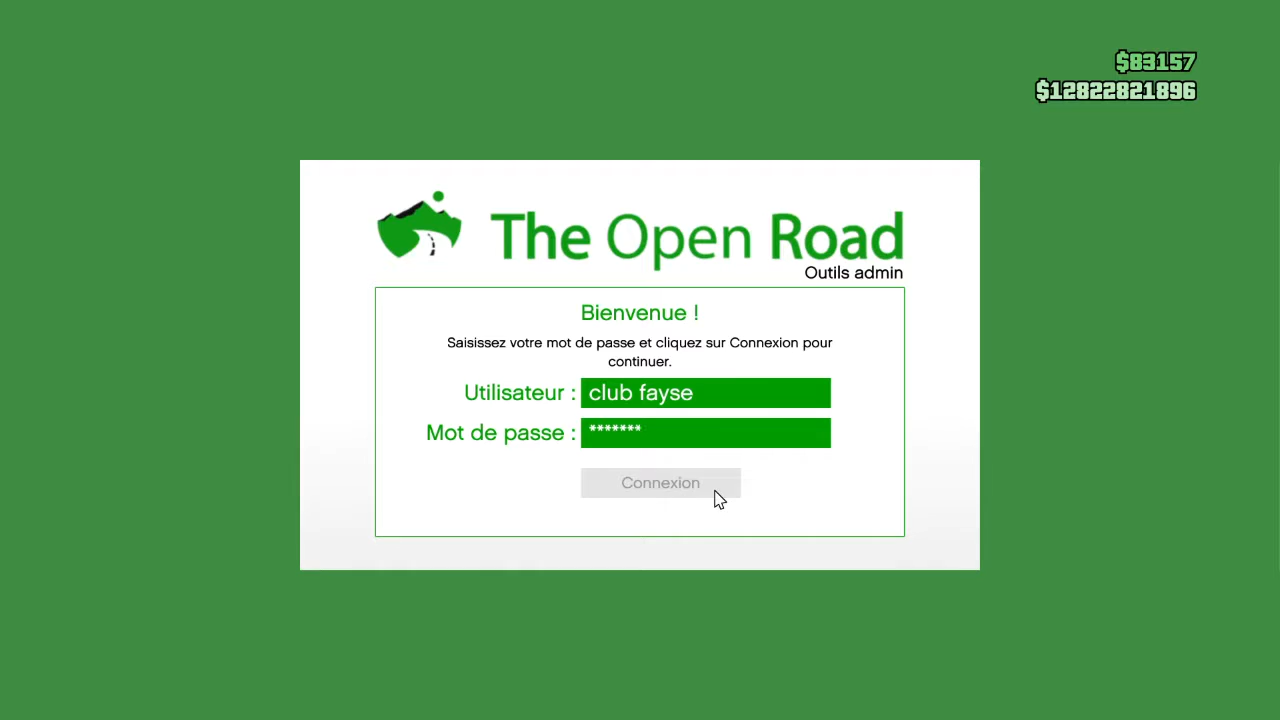 $83157
$12822821896
The Open Road
Outils admin
Bienvenue !
Saisissez votre mot de passe et cliquez sur Connexion pour
continuer.
Utilisateur : club fayse
Mot de passe : *******
Connexion